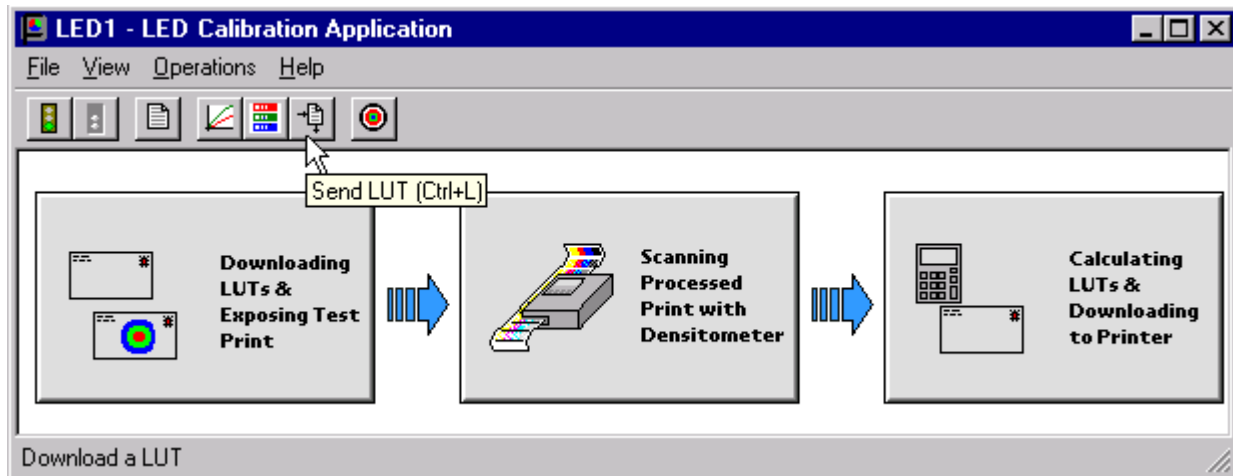 LED1 - LED Calibration Application
File View Operations Help
Send LUT (Ctrl+L)
Downloading
LUTs &
Exposing Test
Print
Scanning
Processed
Print with
Densitometer
Calculating
LUTs &
Downloading
to Printer
Download a LUT